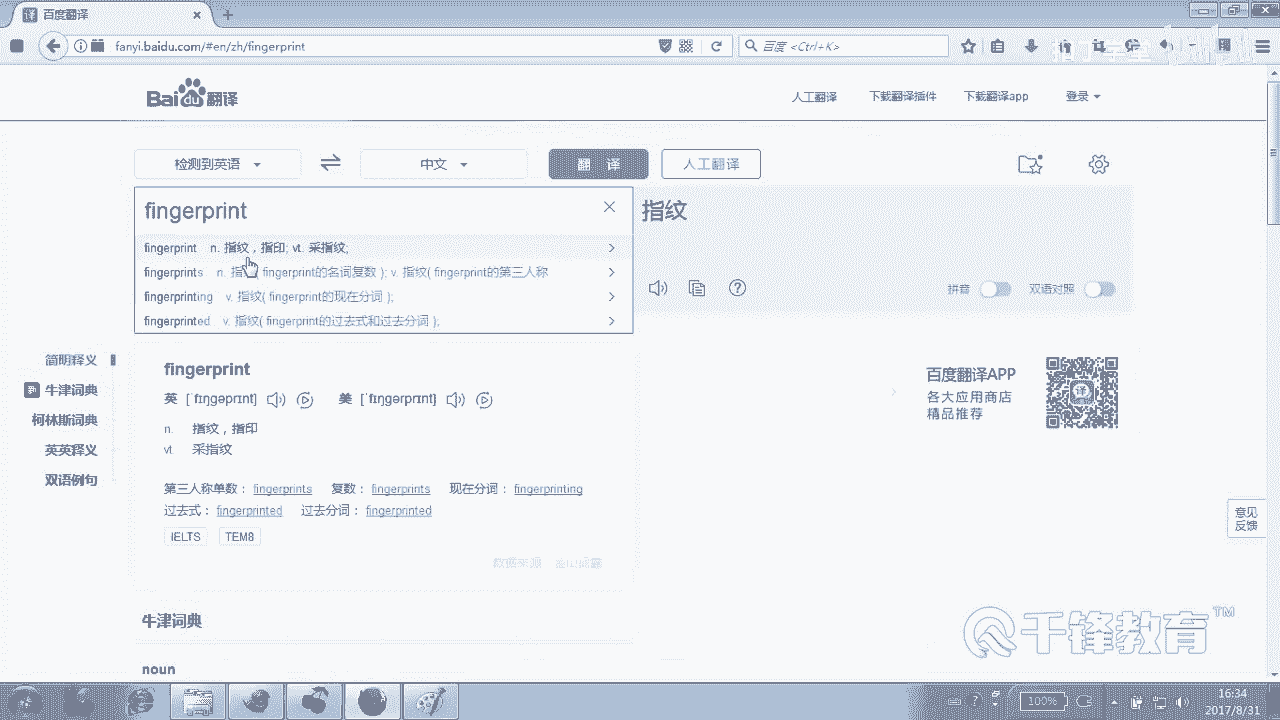 百度翻译
fanyi.baidu.com/#en/zh/fingerprint
百度 <Ctrl+K>
Baidu翻译
人工翻译 下载翻译插件 下载翻译app 登录
检测到英语 中文 翻 译 人工翻译
fingerprint
指纹
fingerprint n. 指纹，指印; vt. 采指纹;
fingerprints n. 指 fingerprint的名词复数 ); v. 指纹( fingerprint的第三人称
fingerprinting v. 指纹( fingerprint的现在分词 );
fingerprinted v. 指纹( fingerprint的过去式和过去分词 );
拼音 双语对照
简明释义
牛津词典
柯林斯词典
英英释义
双语例句
fingerprint
英 [ˈfɪŋgəprɪnt] 美 [ˈfɪŋgərprɪnt]
n. 指纹，指印
vt. 采指纹
第三人称单数： fingerprints 复数： fingerprints 现在分词： fingerprinting
过去式： fingerprinted 过去分词： fingerprinted
IELTS TEM8
数据来源
百度翻译APP
各大应用商店
精品推荐
译
意见
反馈
牛津词典
noun
千锋教育™
100%
16:34
2017/8/31